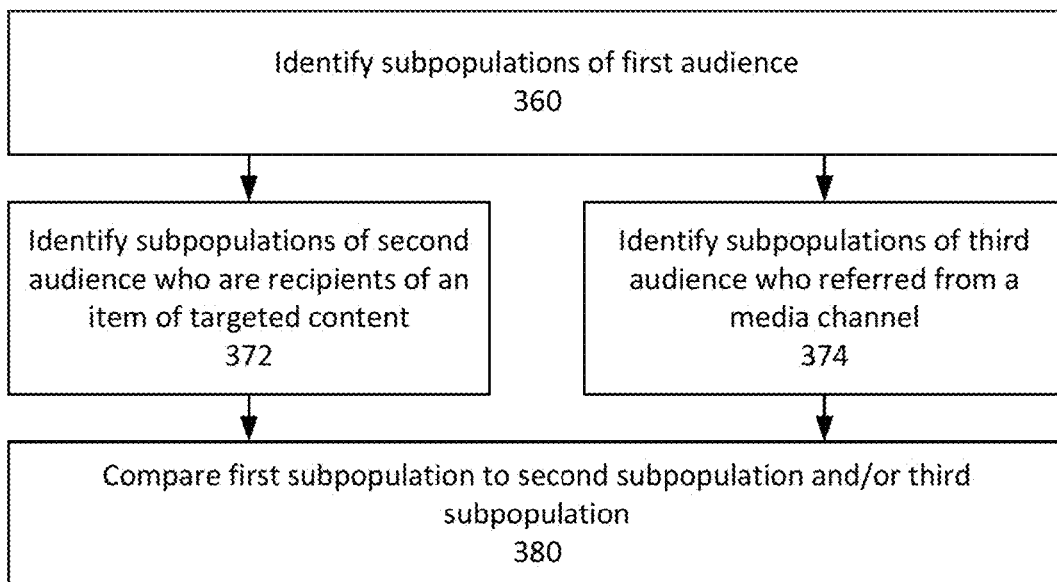 Identify subpopulations of first audience
360
Identify subpopulations of second
audience who are recipients of an
item of targeted content
372
Identify subpopulations of third
audience who referred from a
media channel
374
Compare first subpopulation to second subpopulation and/or third
subpopulation
380